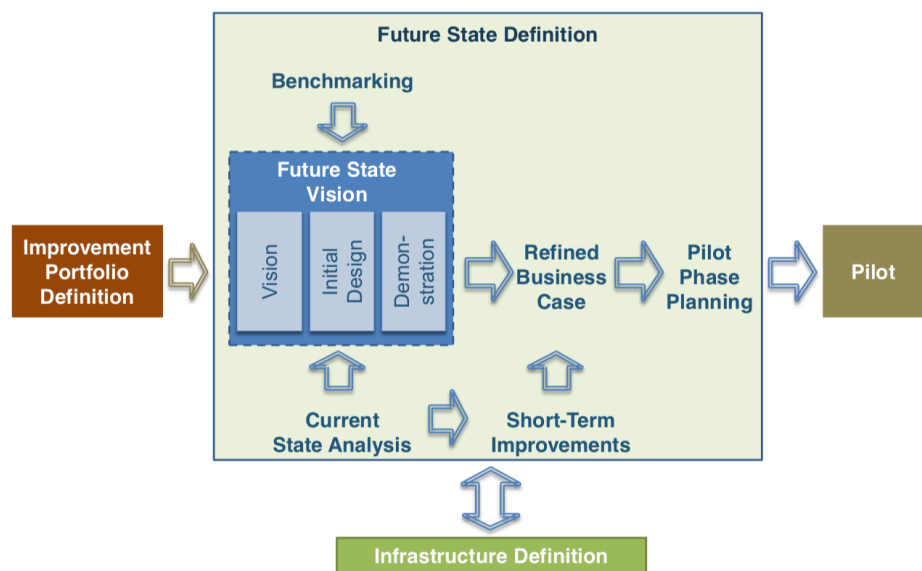 Future State Definition
Benchmarking
Future State
Vision
Vision
Initial
Design
Demon-
stration
Improvement
Portfolio
Definition
Refined
Business
Case
Pilot
Phase
Planning
Pilot
Current
State Analysis
Short-Term
Improvements
Infrastructure Definition